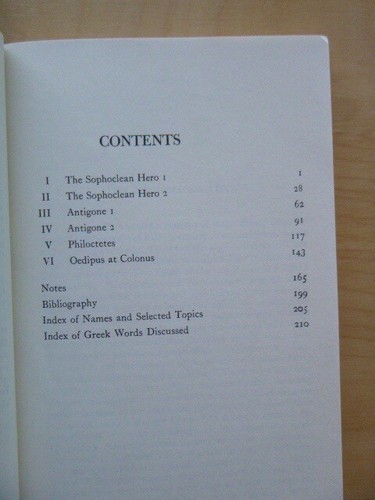 CONTENTS
I The Sophoclean Hero 1 1
II The Sophoclean Hero 2 28
III Antigone 1 62
IV Antigone 2 91
V Philoctetes 117
VI Oedipus at Colonus 143
Notes 165
Bibliography 199
Index of Names and Selected Topics 205
Index of Greek Words Discussed 210